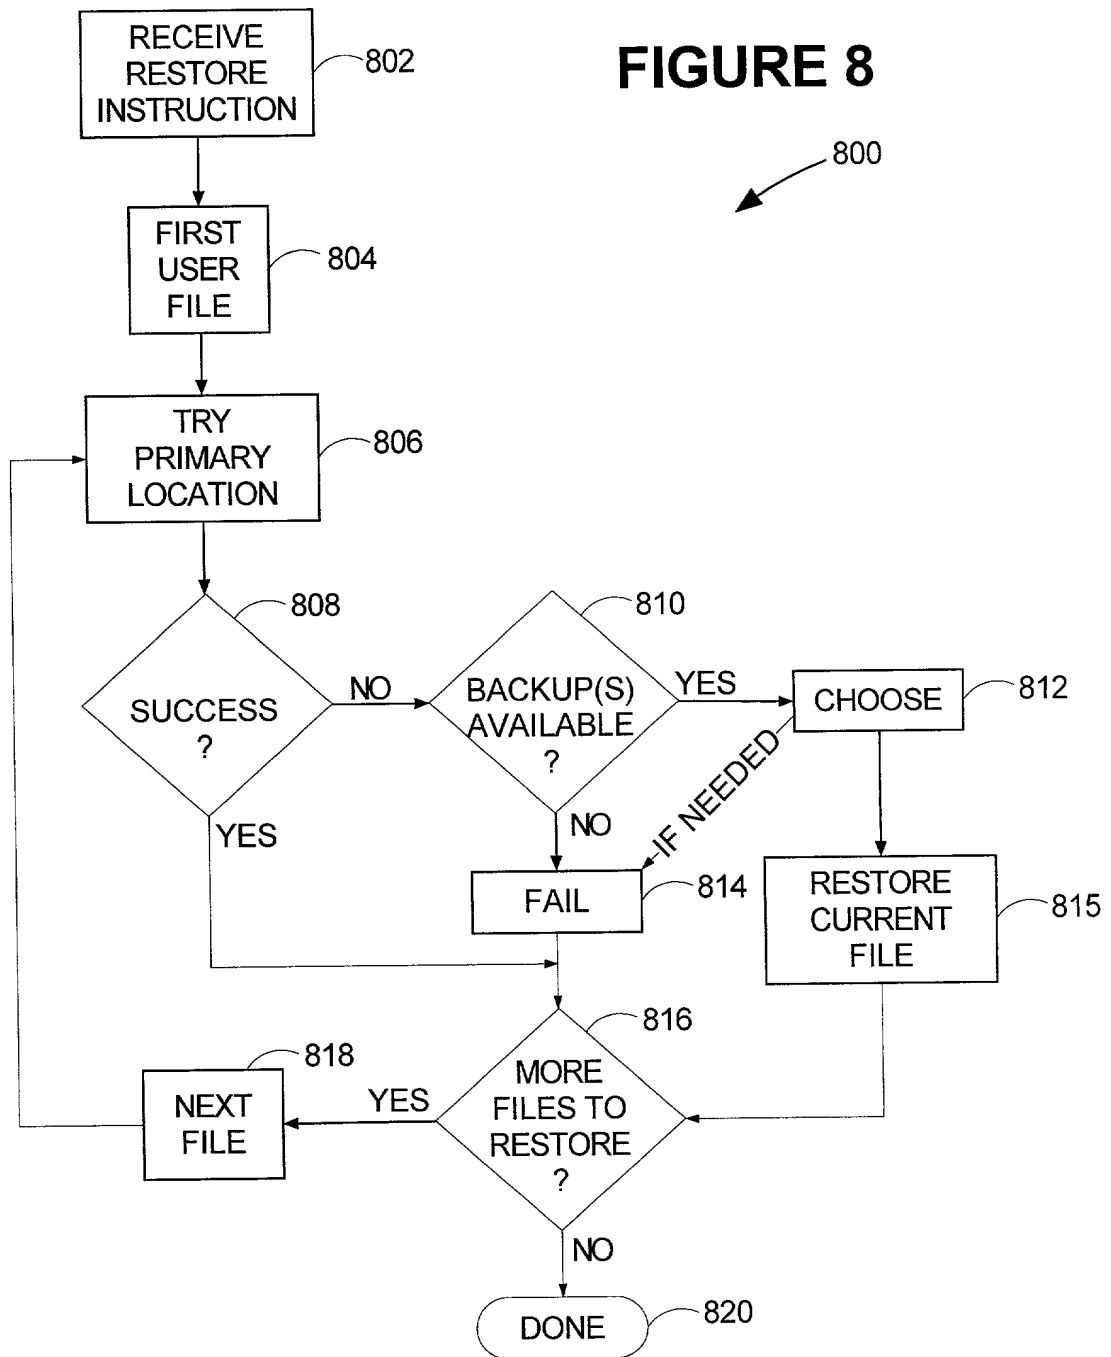 FIGURE 8
800
RECEIVE
RESTORE
INSTRUCTION
802
FIRST
USER
FILE
804
TRY
PRIMARY
LOCATION
806
SUCCESS
?
808
NO
YES
BACKUP(S)
AVAILABLE
?
810
YES
NO
CHOOSE
812
IF NEEDED
FAIL
814
RESTORE
CURRENT
FILE
815
MORE
FILES TO
RESTORE
?
816
YES
NO
NEXT
FILE
818
DONE
820